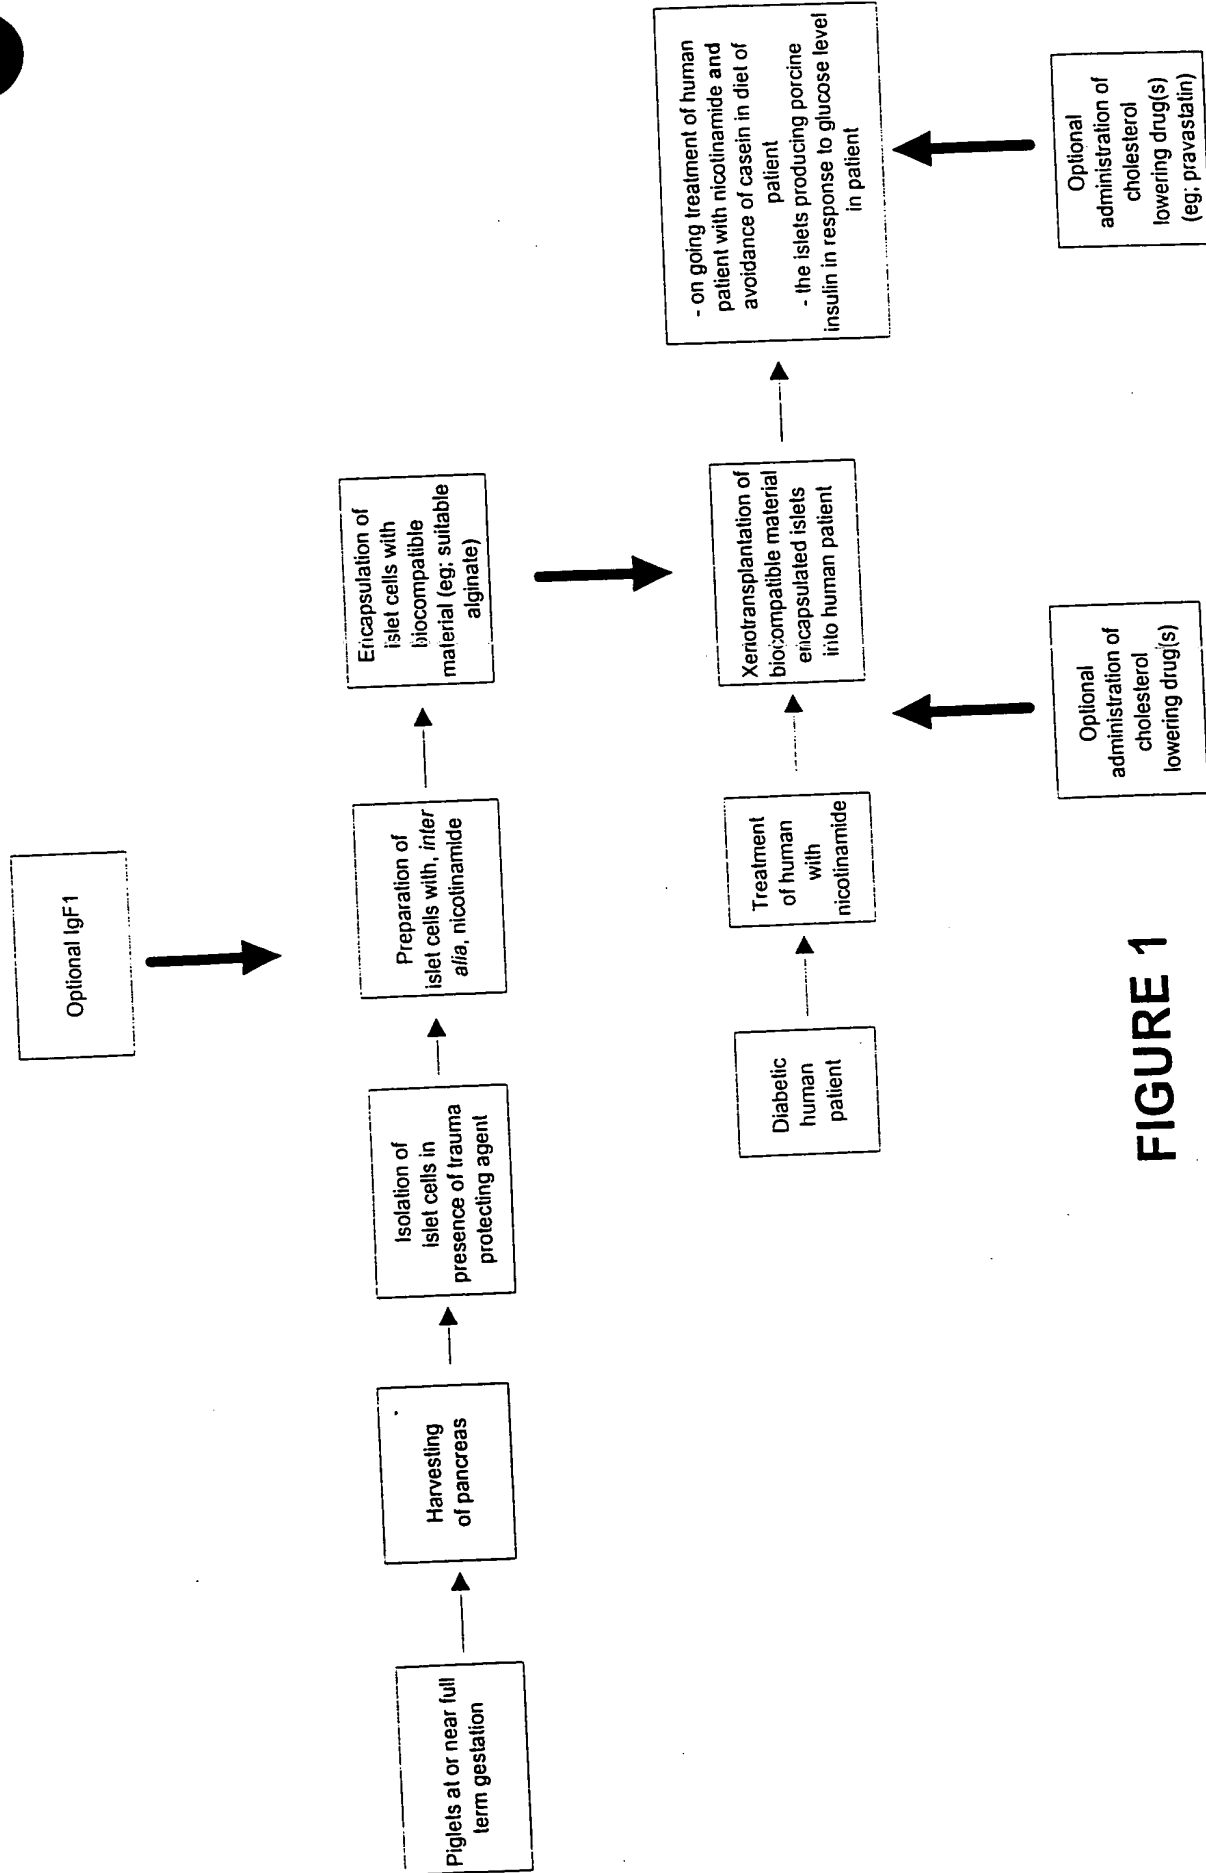 Optional IgF1
Piglets at or near full
term gestation
Harvesting
of pancreas
Isolation of
islet cells in
presence of trauma
protecting agent
Preparation of
islet cells with, inter
alia, nicotinamide
Encapsulation of
islet cells with
biocompatible
material (eg; suitable
alginate)
Diabetic
human
patient
Treatment
of human
with
nicotinamide
Xenotransplantation of
biocompatible material
encapsulated islets
into human patient
- on going treatment of human
patient with nicotinamide and
avoidance of casein in diet of
patient
- the islets producing porcine
insulin in response to glucose level
in patient
Optional
administration of
cholesterol
lowering drug(s)
Optional
administration of
cholesterol
lowering drug(s)
(eg; pravastatin)
FIGURE 1